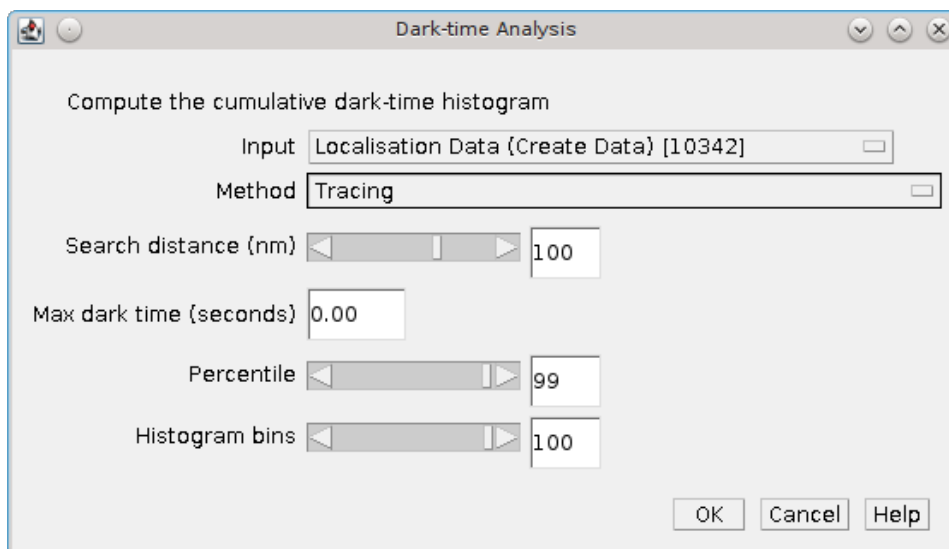 Dark-time Analysis
Compute the cumulative dark-time histogram
Input Localisation Data (Create Data) [10342]
Method Tracing
Search distance (nm) 100
Max dark time (seconds) 0.00
Percentile 99
Histogram bins 100
OK Cancel Help